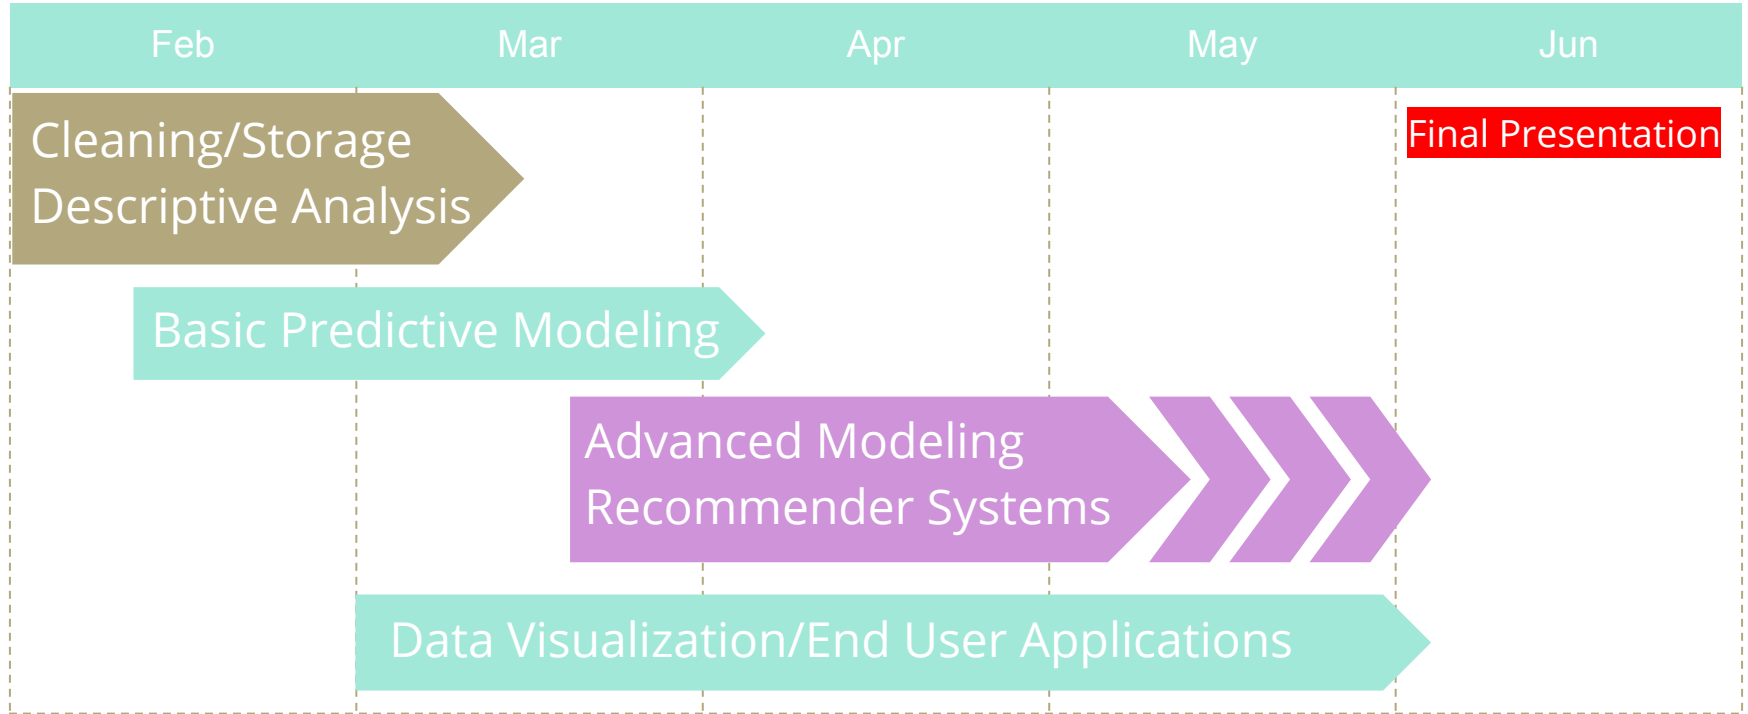 Feb Mar Apr May Jun
Cleaning/Storage
Descriptive Analysis
Final Presentation
Basic Predictive Modeling
Advanced Modeling
Recommender Systems
Data Visualization/End User Applications